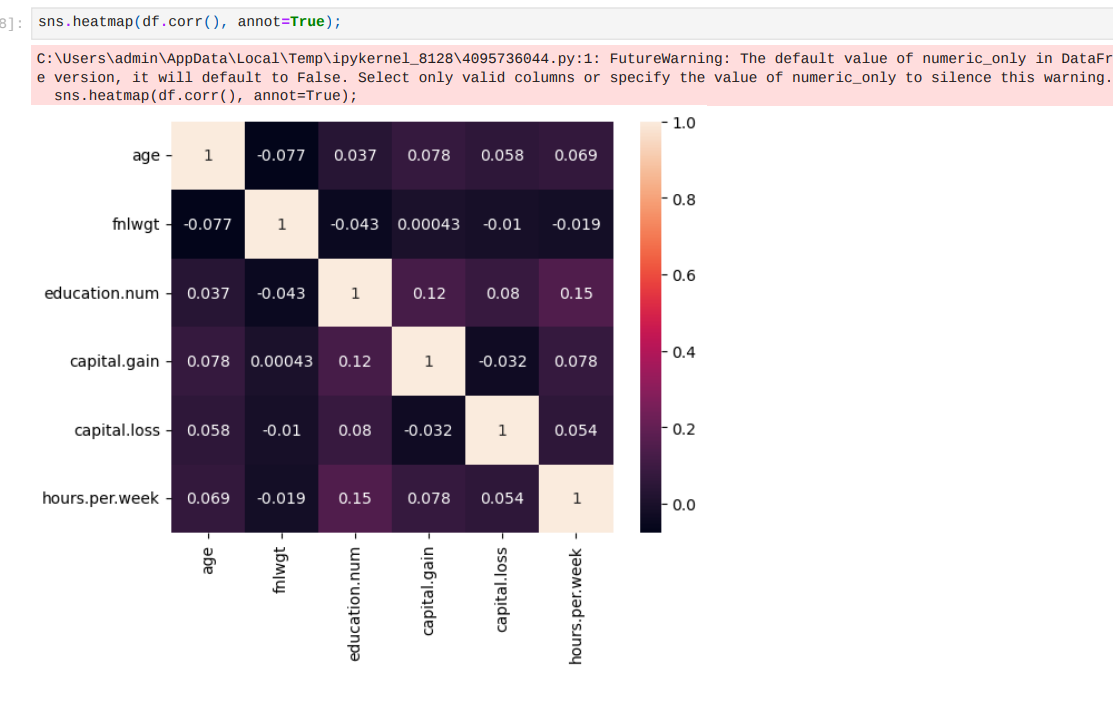 8]: sns.heatmap(df.corr(), annot=True);
C:\Users\admin\AppData\Local\Temp\ipykernel_8128\4095736044.py:1: FutureWarning: The default value of numeric_only in DataFr
e version, it will default to False. Select only valid columns or specify the value of numeric_only to silence this warning.
sns.heatmap(df.corr(), annot=True);
age 1 -0.077 0.037 0.078 0.058 0.069
fnlwgt -0.077 1 -0.043 0.00043 -0.01 -0.019
education.num 0.037 -0.043 1 0.12 0.08 0.15
capital.gain 0.078 0.00043 0.12 1 -0.032 0.078
capital.loss 0.058 -0.01 0.08 -0.032 1 0.054
hours.per.week 0.069 -0.019 0.15 0.078 0.054 1
age fnlwgt education.num capital.gain capital.loss hours.per.week
1.0
0.8
0.6
0.4
0.2
0.0